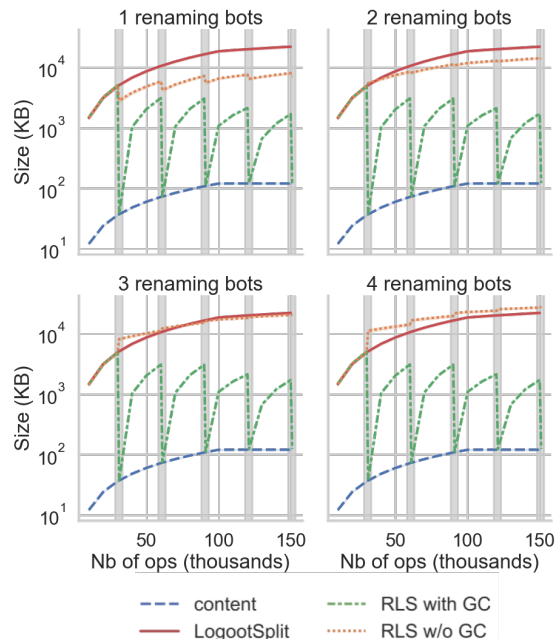 1 renaming bots
2 renaming bots
Size (KB)
10^4
10^3
10^2
10^1
3 renaming bots
4 renaming bots
Size (KB)
10^4
10^3
10^2
10^1
50
100
150
50
100
150
Nb of ops (thousands)
Nb of ops (thousands)
content
RLS with GC
LogootSplit
RLS w/o GC